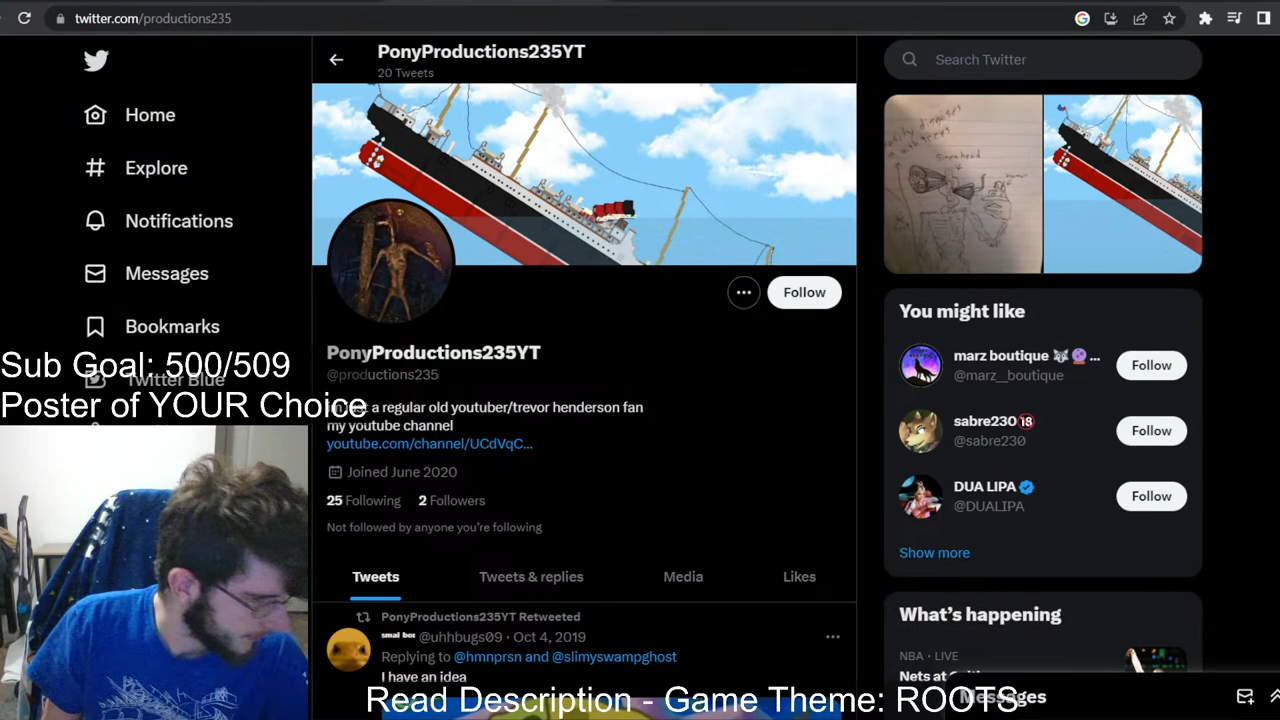 twitter.com/productions235
PonyProductions235YT
20 Tweets
Search Twitter
Home
Explore
Notifications
Messages
Bookmarks
Twitter Blue
Sub Goal: 500/509
Poster of YOUR Choice
Follow
PonyProductions235YT
@productions235
a regular old youtuber/trevor henderson fan
my youtube channel
youtube.com/channel/UCdVqC...
Joined June 2020
25 Following 2 Followers
Not followed by anyone you're following
Tweets Tweets & replies Media Likes
PonyProductions235YT Retweeted
smal boi @uhhbugs09 · Oct 4, 2019
Replying to @hmnprsn and @slimyswampghost
I have an idea
You might like
marz boutique ...
@marz__boutique
Follow
sabre230🔞
@sabre230
Follow
DUA LIPA
@DUALIPA
Follow
Show more
What's happening
NBA · LIVE
Nets at
Messages
Read Description - Game Theme: ROOTS